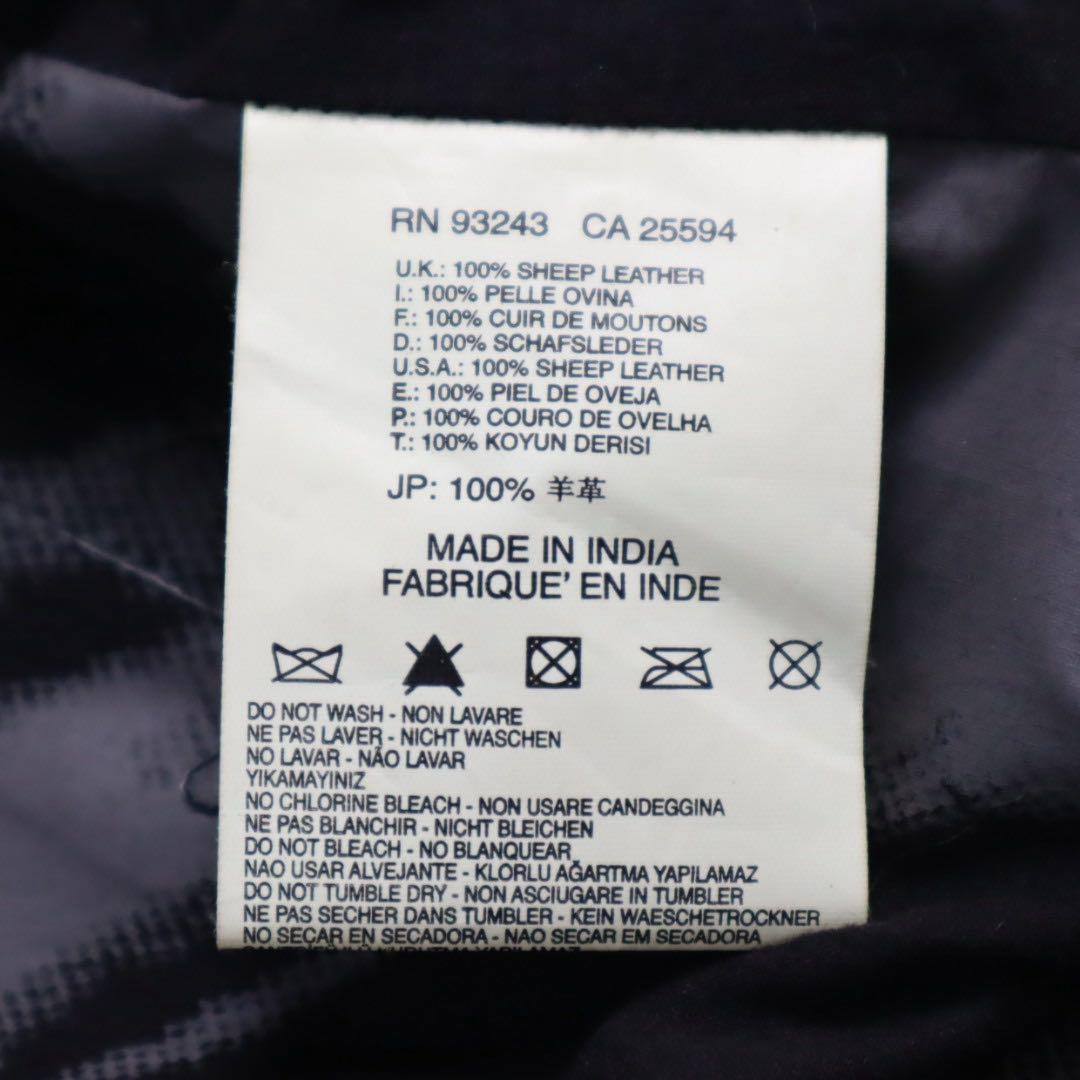 RN 93243 CA 25594
U.K.: 100% SHEEP LEATHER
I.: 100% PELLE OVINA
F.: 100% CUIR DE MOUTONS
D.: 100% SCHAFSLEDER
U.S.A.: 100% SHEEP LEATHER
E.: 100% PIEL DE OVEJA
P.: 100% COURO DE OVELHA
T.: 100% KOYUN DERISI
JP: 100% 羊革
MADE IN INDIA
FABRIQUE' EN INDE
DO NOT WASH - NON LAVARE
NE PAS LAVER - NICHT WASCHEN
NO LAVAR - NÃO LAVAR
YIKAMAYINIZ
NO CHLORINE BLEACH - NON USARE CANDEGGINA
NE PAS BLANCHIR - NICHT BLEICHEN
DO NOT BLEACH - NO BLANQUEAR
NAO USAR ALVEJANTE - KLORLU AĞARTMA YAPILAMAZ
DO NOT TUMBLE DRY - NON ASCIUGARE IN TUMBLER
NE PAS SECHER DANS TUMBLER - KEIN WAESCHETROCKNER
NO SECAR EN SECADORA - NAO SECAR EM SECADORA